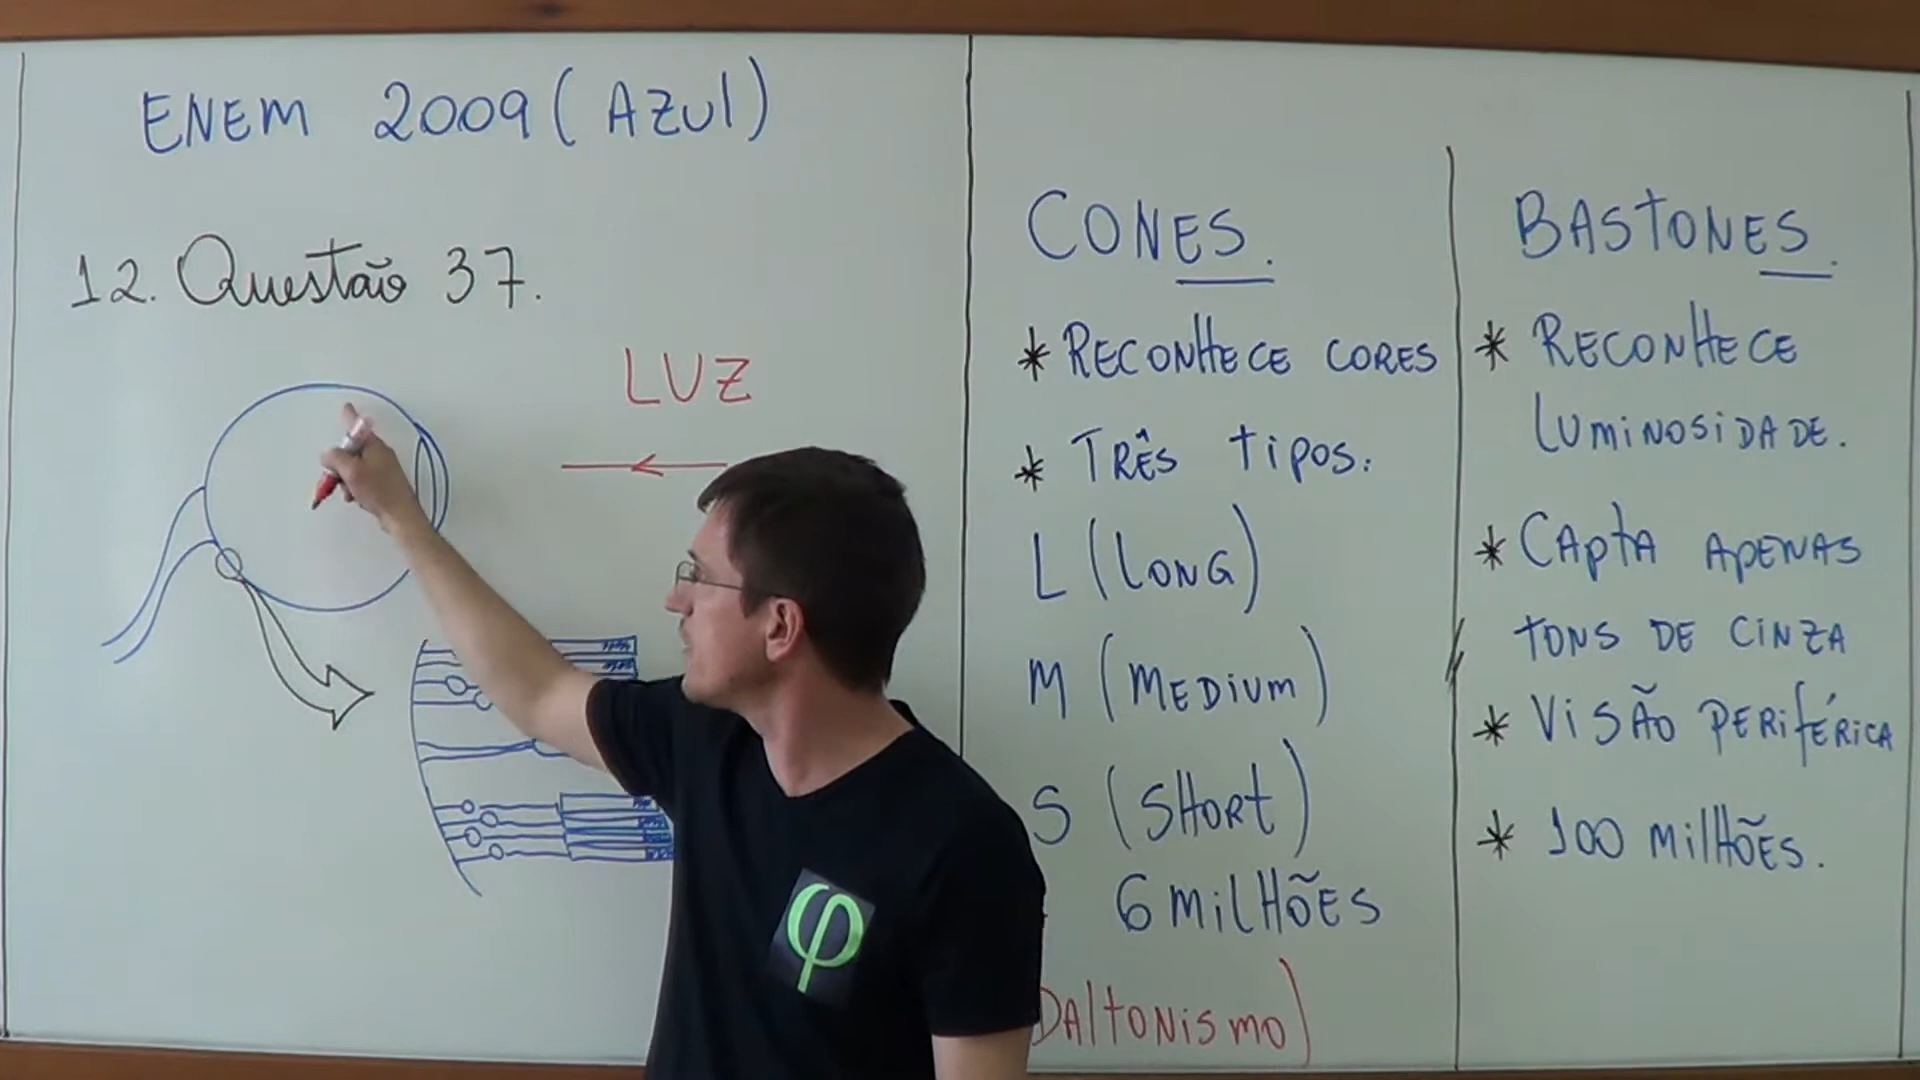 ENEM 2009 (AZUL)
12. Questão 37.
LUZ
CONES.
* RECONHECE CORES
* TRÊS TIPOS:
L (LONG)
M (MEDIUM)
S (SHORT)
6 MILHÕES
DALTONISMO)
BASTONES.
* RECONHECE
LUMINOSIDADE.
* CAPTA APENAS
TONS DE CINZA
* VISÃO PERIFÉRICA
* 100 MILHÕES.
φ